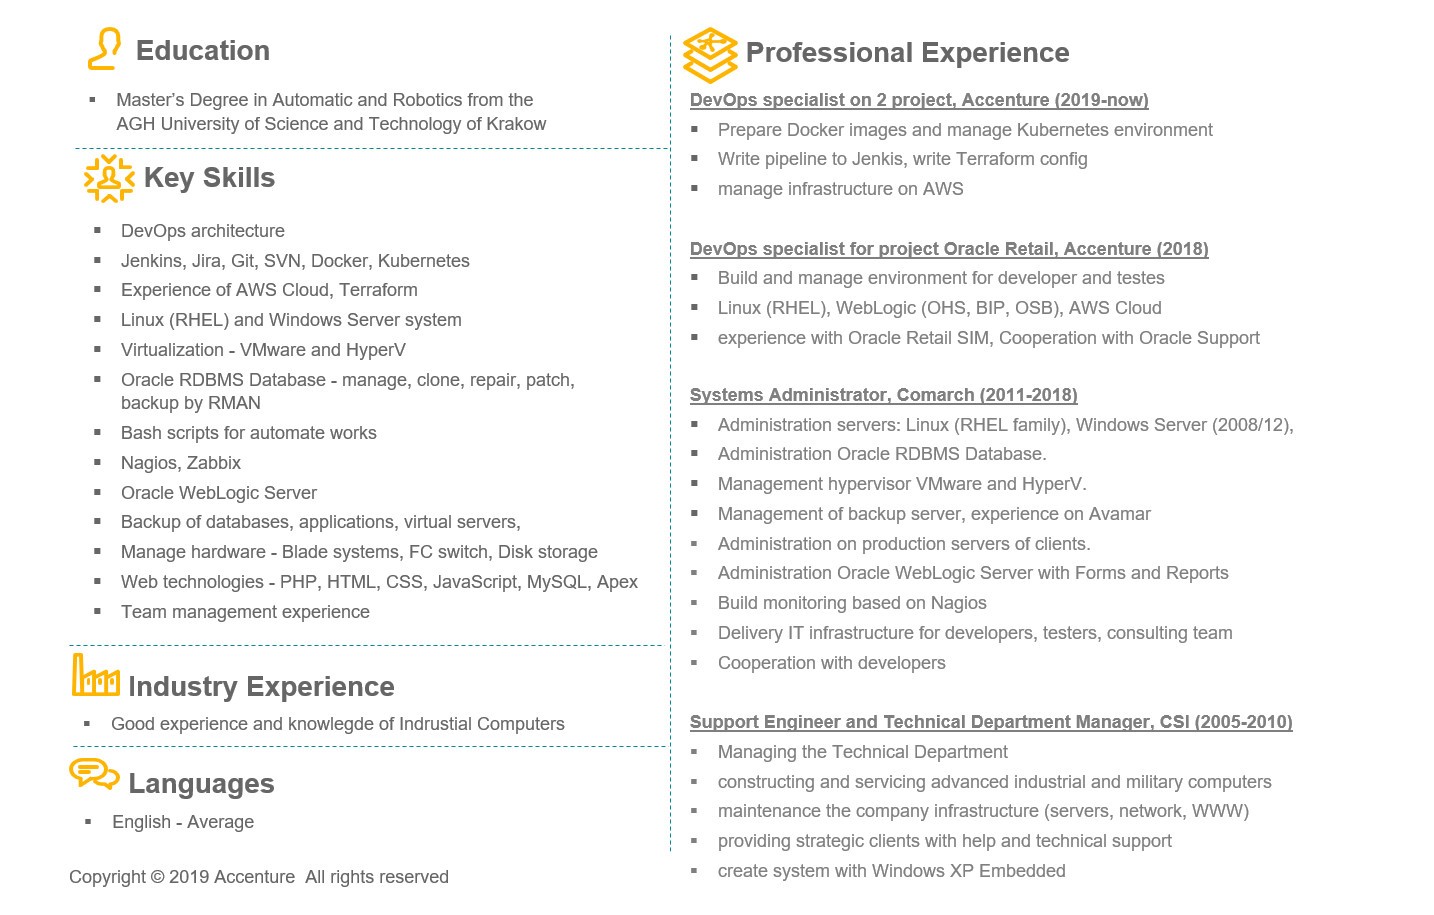 Education
Master's Degree in Automatic and Robotics from the
AGH University of Science and Technology of Krakow
Key Skills
DevOps architecture
Jenkins, Jira, Git, SVN, Docker, Kubernetes
Experience of AWS Cloud, Terraform
Linux (RHEL) and Windows Server system
Virtualization - VMware and HyperV
Oracle RDBMS Database - manage, clone, repair, patch,
backup by RMAN
Bash scripts for automate works
Nagios, Zabbix
Oracle WebLogic Server
Backup of databases, applications, virtual servers,
Manage hardware - Blade systems, FC switch, Disk storage
Web technologies - PHP, HTML, CSS, JavaScript, MySQL, Apex
Team management experience
Industry Experience
Good experience and knowlegde of Indrustial Computers
Languages
English - Average
Copyright © 2019 Accenture  All rights reserved
Professional Experience
DevOps specialist on 2 project, Accenture (2019-now)
Prepare Docker images and manage Kubernetes environment
Write pipeline to Jenkis, write Terraform config
manage infrastructure on AWS
DevOps specialist for project Oracle Retail, Accenture (2018)
Build and manage environment for developer and testes
Linux (RHEL), WebLogic (OHS, BIP, OSB), AWS Cloud
experience with Oracle Retail SIM, Cooperation with Oracle Support
Systems Administrator, Comarch (2011-2018)
Administration servers: Linux (RHEL family), Windows Server (2008/12),
Administration Oracle RDBMS Database.
Management hypervisor VMware and HyperV.
Management of backup server, experience on Avamar
Administration on production servers of clients.
Administration Oracle WebLogic Server with Forms and Reports
Build monitoring based on Nagios
Delivery IT infrastructure for developers, testers, consulting team
Cooperation with developers
Support Engineer and Technical Department Manager, CSI (2005-2010)
Managing the Technical Department
constructing and servicing advanced industrial and military computers
maintenance the company infrastructure (servers, network, WWW)
providing strategic clients with help and technical support
create system with Windows XP Embedded